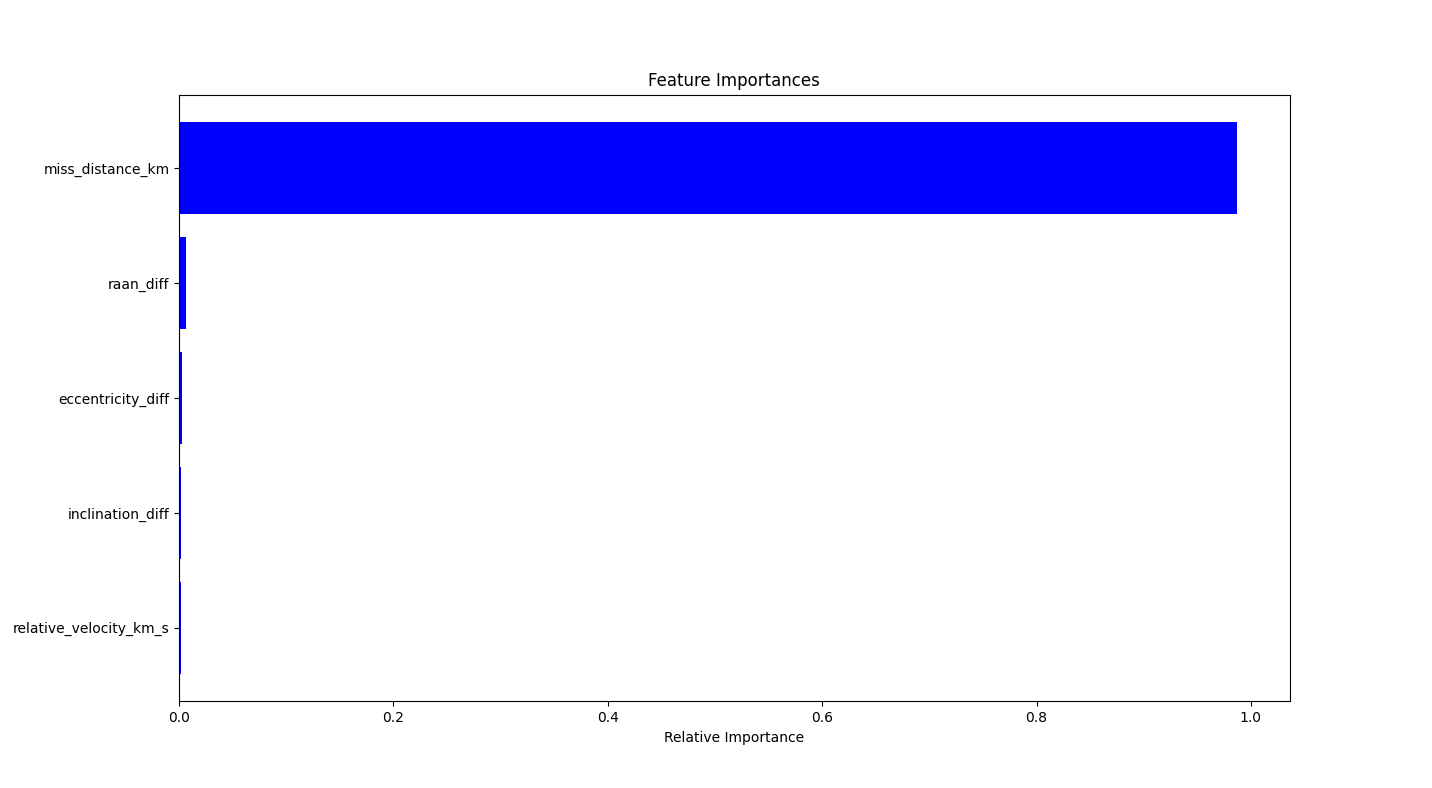 Feature Importances
miss_distance_km
raan_diff
eccentricity_diff
inclination_diff
relative_velocity_km_s
0.0 0.2 0.4 0.6 0.8 1.0
Relative Importance